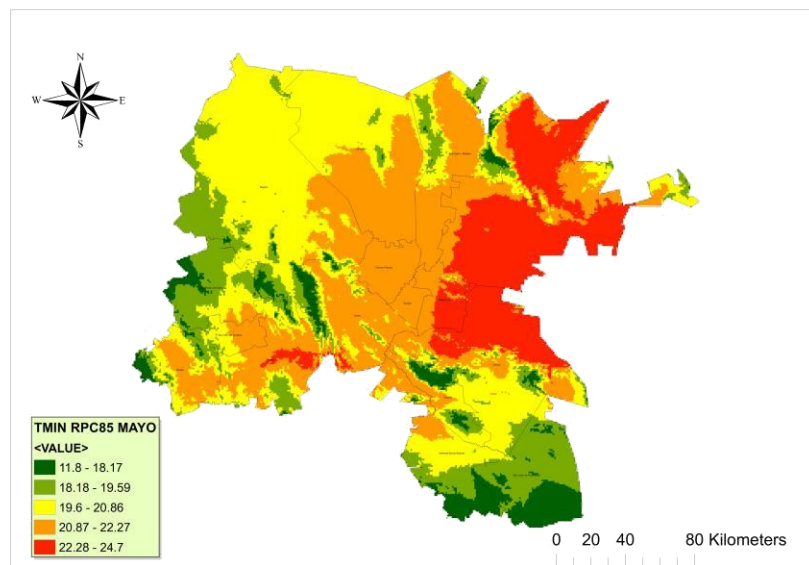 N
W E
S
TMIN RPC85 MAYO
<VALUE>
11.8 - 18.17
18.18 - 19.59
19.6 - 20.86
20.87 - 22.27
22.28 - 24.7
0 20 40 80 Kilometers